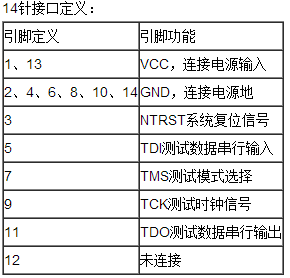 14针接口定义：
引脚定义 引脚功能
1、13 VCC，连接电源输入
2、4、6、8、10、14 GND，连接电源地
3 NTRST系统复位信号
5 TDI测试数据串行输入
7 TMS测试模式选择
9 TCK测试时钟信号
11 TDO测试数据串行输出
12 未连接